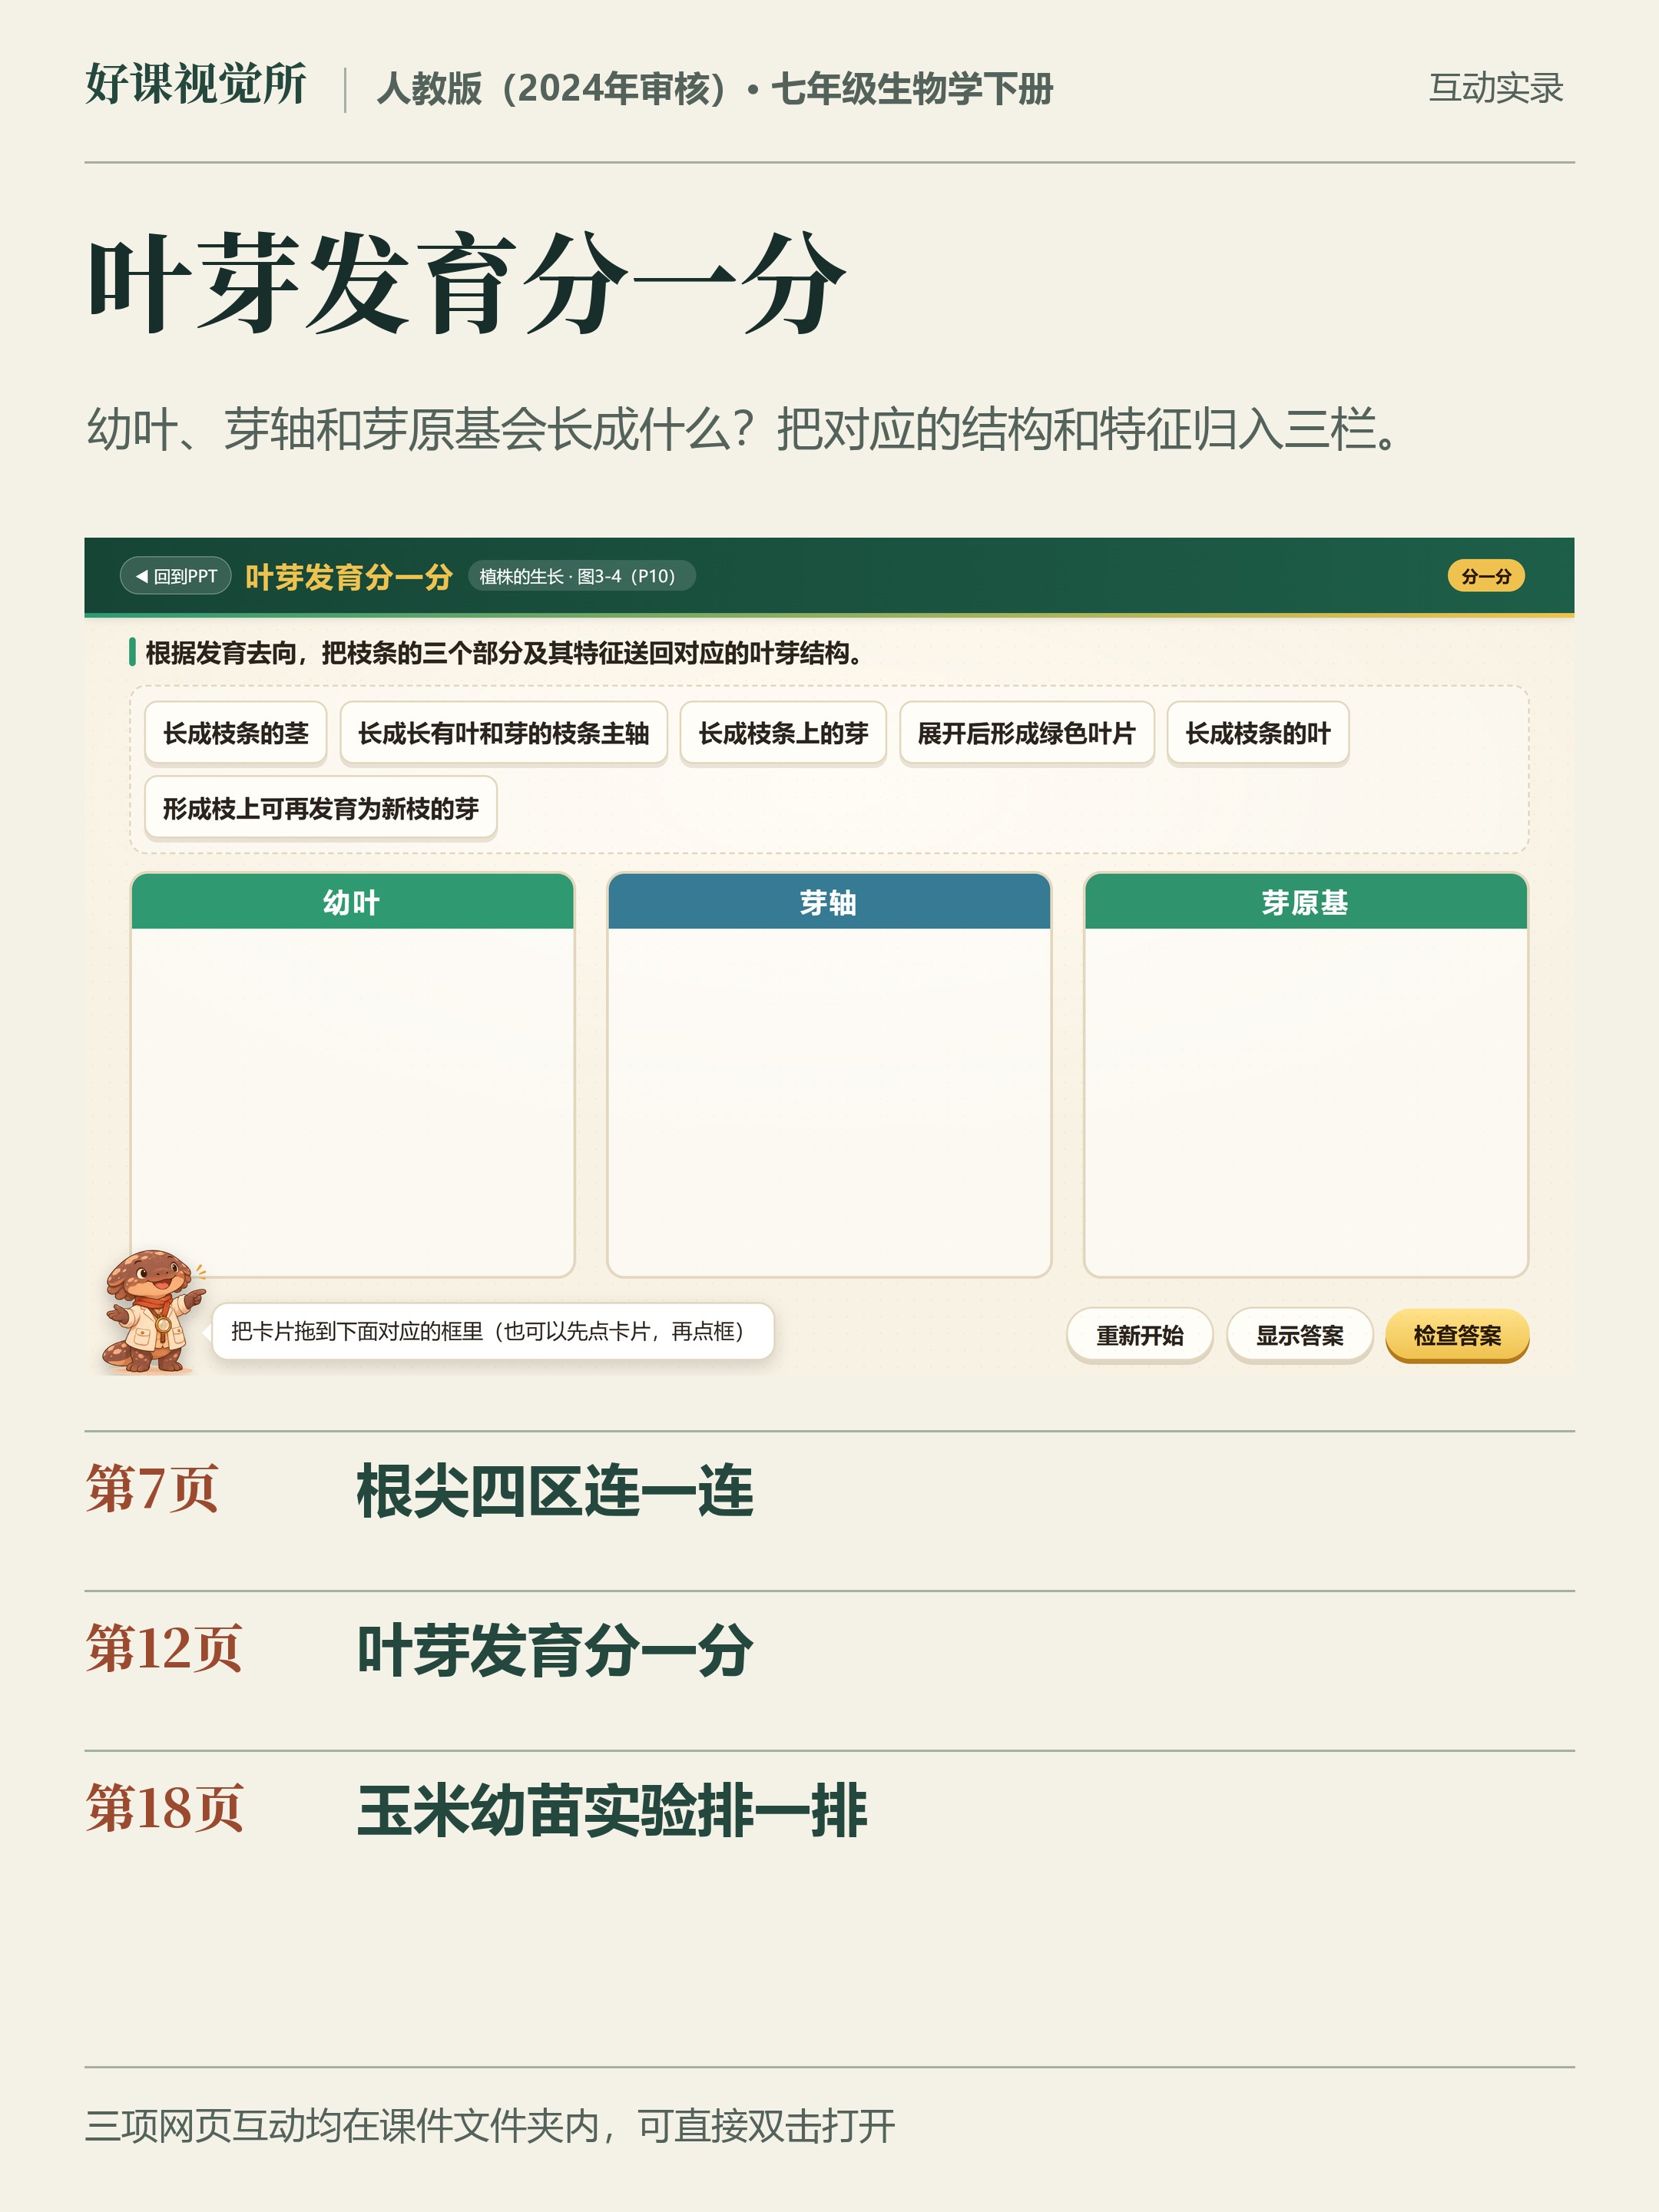 好课视觉所
人教版（2024年审核）• 七年级生物学下册
互动实录
叶芽发育分一分
幼叶、芽轴和芽原基会长成什么？把对应的结构和特征归入三栏。
◀ 回到PPT
叶芽发育分一分
植株的生长 · 图3-4（P10）
分一分
根据发育去向，把枝条的三个部分及其特征送回对应的叶芽结构。
长成枝条的茎
长成长有叶和芽的枝条主轴
长成枝条上的芽
展开后形成绿色叶片
长成枝条的叶
形成枝上可再发育为新枝的芽
幼叶
芽轴
芽原基
把卡片拖到下面对应的框里（也可以先点卡片，再点框）
重新开始
显示答案
检查答案
第7页 根尖四区连一连
第12页 叶芽发育分一分
第18页 玉米幼苗实验排一排
三项网页互动均在课件文件夹内，可直接双击打开